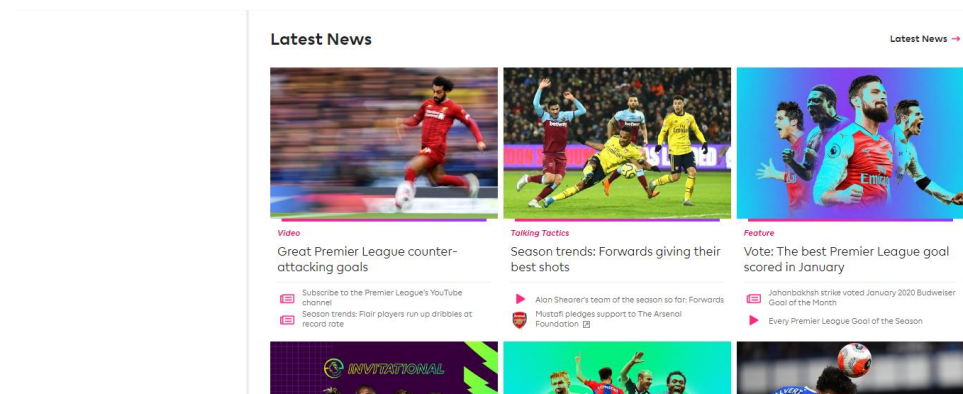 Latest News
Latest News →
Video
Great Premier League counter-
attacking goals
Subscribe to the Premier League's YouTube
channel
Season trends: Flair players run up dribbles at
record rate
Talking Tactics
Season trends: Forwards giving their
best shots
Alan Shearer's team of the season so far: Forwards
Mustafi pledges support to The Arsenal
Foundation
Feature
Vote: The best Premier League goal
scored in January
Jahanbakhsh strike voted January 2020 Budweiser
Goal of the Month
Every Premier League Goal of the Season
INVITATIONAL